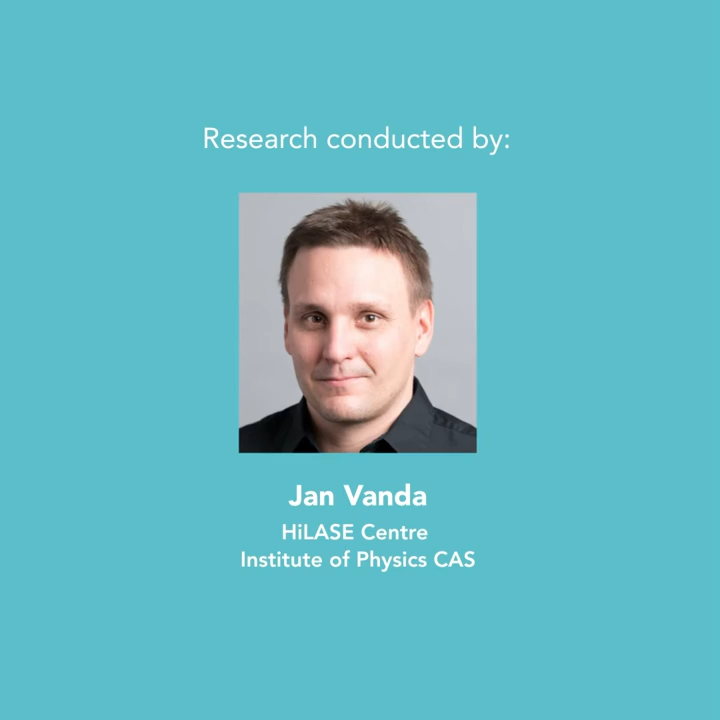 Research conducted by:
Jan Vanda
HiLASE Centre
Institute of Physics CAS